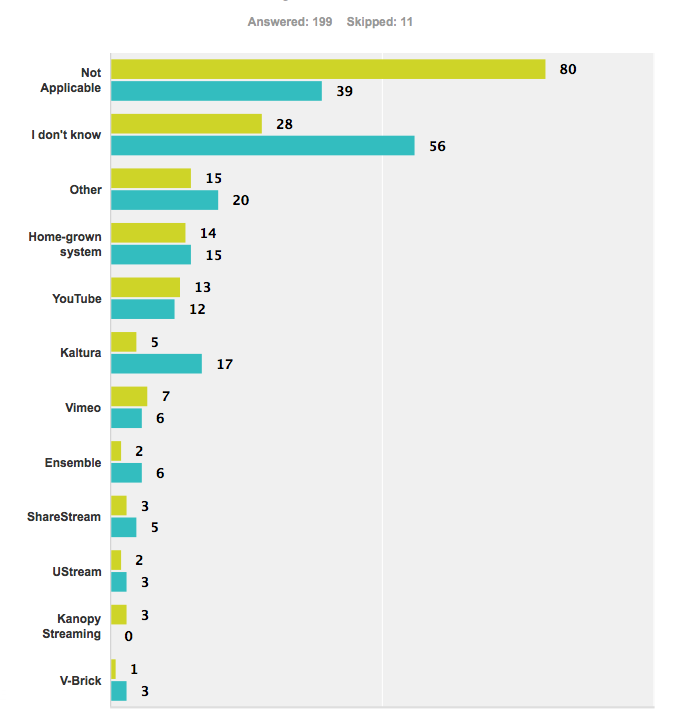 Answered: 199 Skipped: 11
Not
Applicable
80
39
I don't know
28
56
Other
15
20
Home-grown
system
14
15
YouTube
13
12
Kaltura
5
17
Vimeo
7
6
Ensemble
2
6
ShareStream
3
5
UStream
2
3
Kanopy
Streaming
3
0
V-Brick
1
3